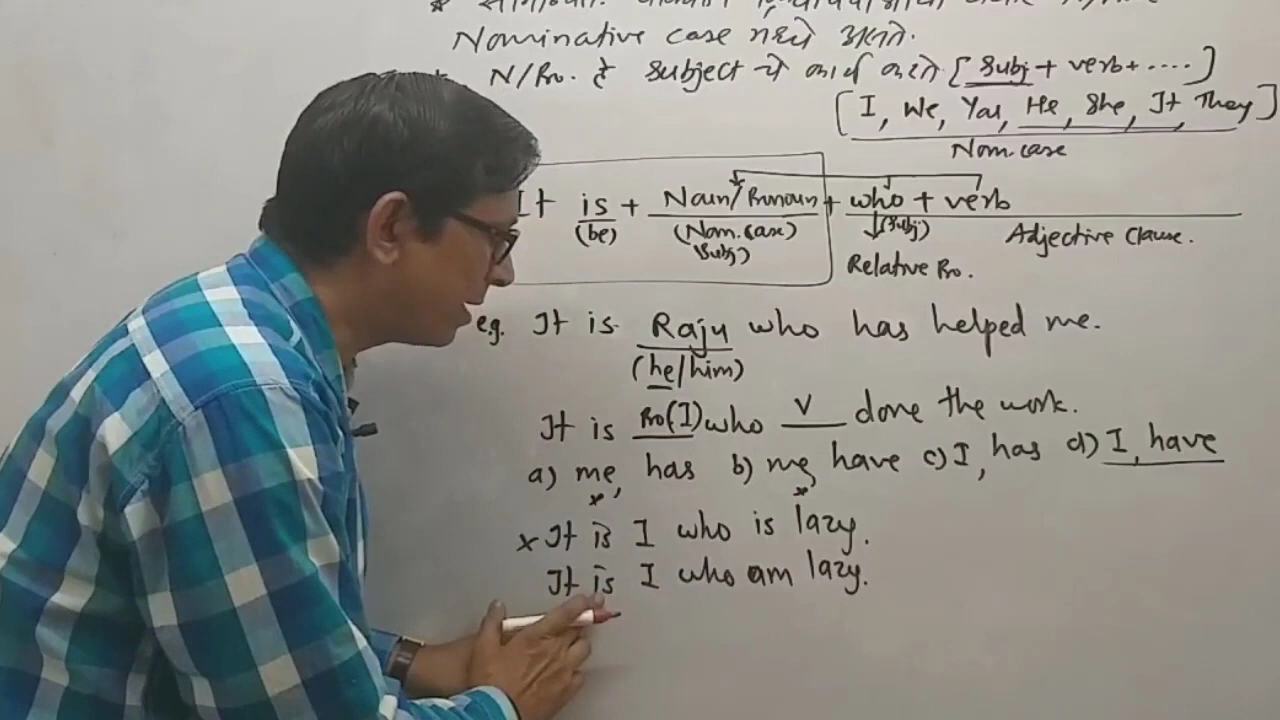 Nominative case नहीं आता.
N/Pro. हे subject चे कार्य करते [Subj + verb + ....]
[I, We, You, He, She, It, They]
Nom. case
It is + Noun/Pronoun + who + verb
(be) (Nom. case) (Subj) Adjective Clause.
(Subj) Relative Pro.
e.g. It is Raju who has helped me.
(he/him)
It is Pro(I) who V done the work.
a) me, has b) me, have c) I, has d) I, have
x x
x It is I who is lazy.
It is I who am lazy.